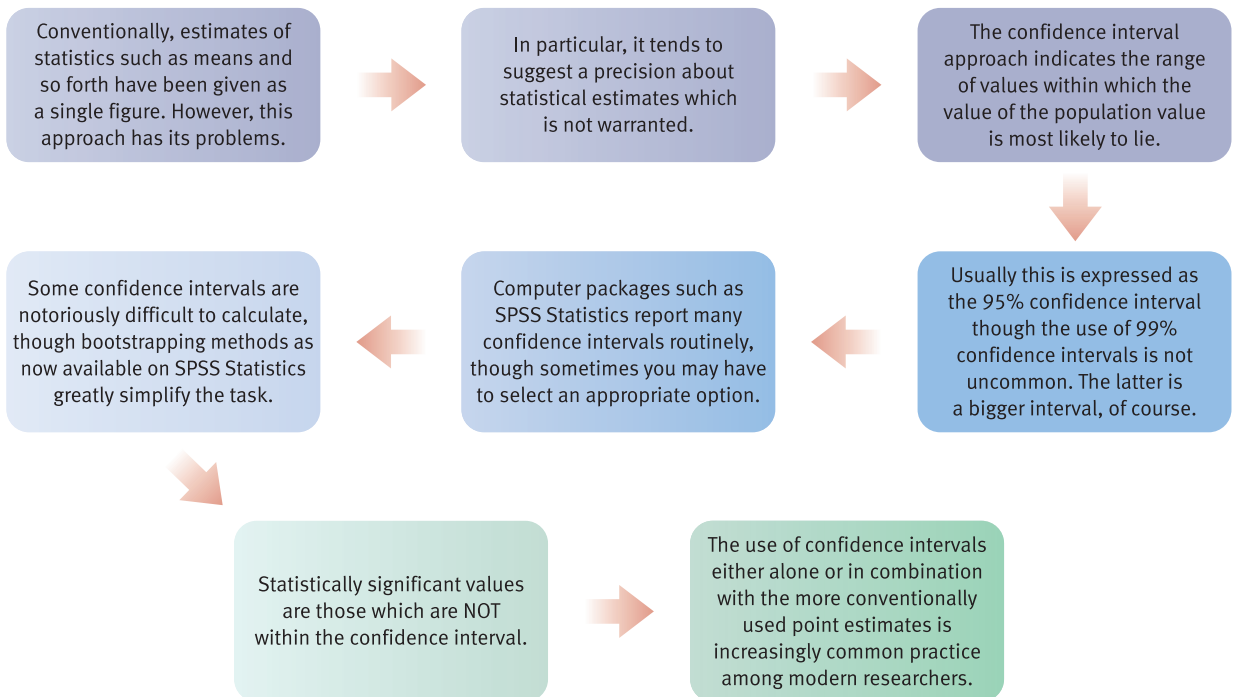 Conventionally, estimates of
statistics such as means and
so forth have been given as
a single figure. However, this
approach has its problems.
In particular, it tends to
suggest a precision about
statistical estimates which
is not warranted.
The confidence interval
approach indicates the range
of values within which the
value of the population value
is most likely to lie.
Usually this is expressed as
the 95% confidence interval
though the use of 99%
confidence intervals is not
uncommon. The latter is
a bigger interval, of course.
Computer packages such as
SPSS Statistics report many
confidence intervals routinely,
though sometimes you may have
to select an appropriate option.
Some confidence intervals are
notoriously difficult to calculate,
though bootstrapping methods as
now available on SPSS Statistics
greatly simplify the task.
Statistically significant values
are those which are NOT
within the confidence interval.
The use of confidence intervals
either alone or in combination
with the more conventionally
used point estimates is
increasingly common practice
among modern researchers.